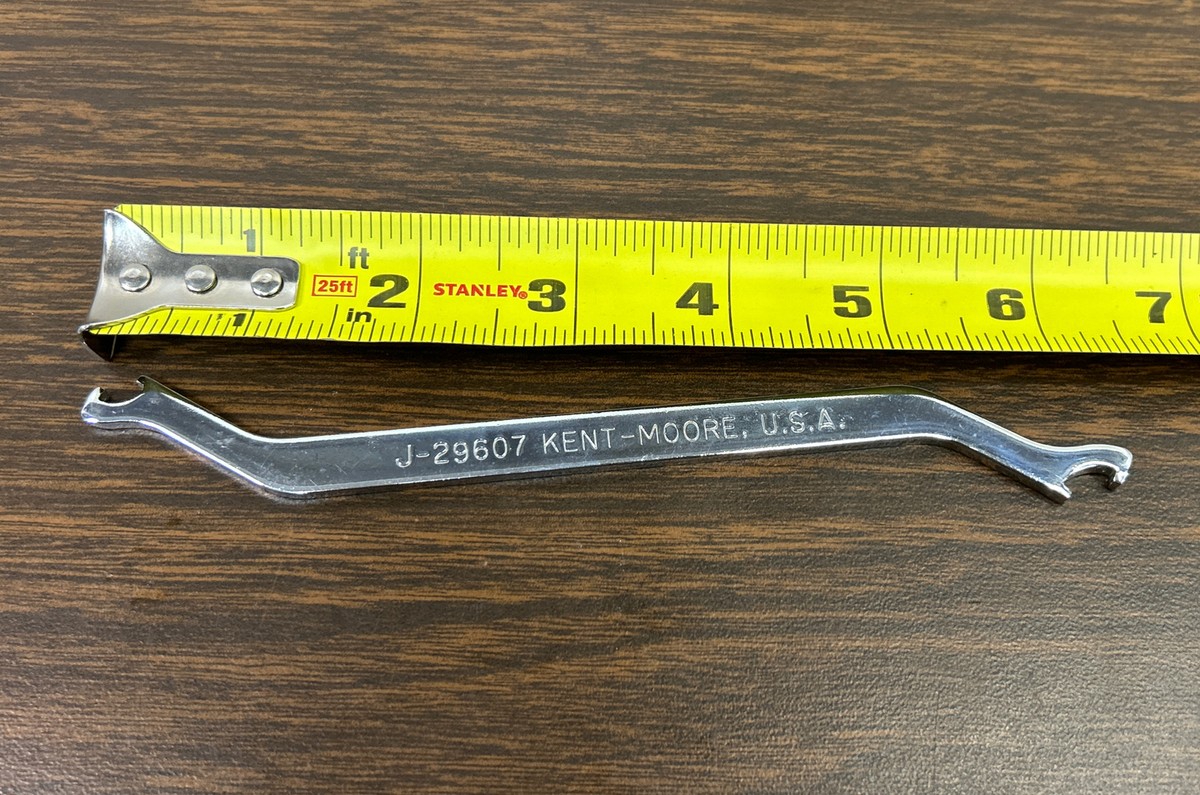 1
ft
25ft 2 STANLEY® 3 4 5 6 7
1 in
J-29607 KENT-MOORE, U.S.A.